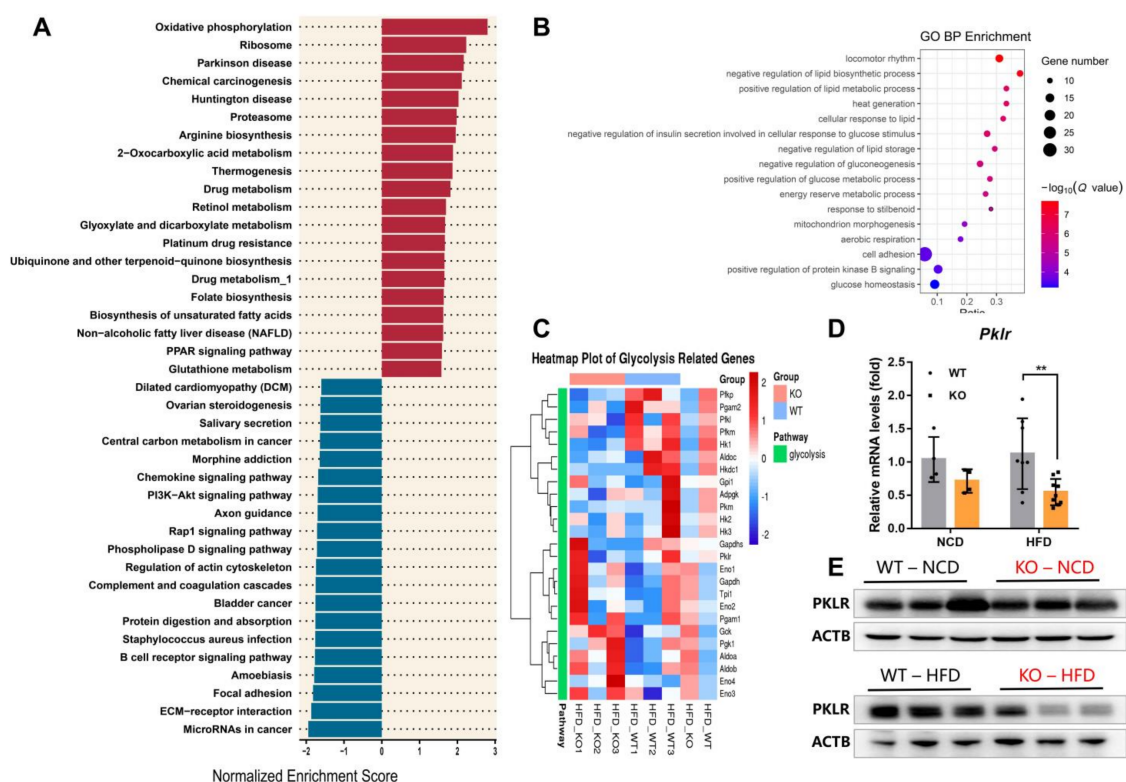 A
Oxidative phosphorylation
Ribosome
Parkinson disease
Chemical carcinogenesis
Huntington disease
Proteasome
Arginine biosynthesis
2−Oxocarboxylic acid metabolism
Thermogenesis
Drug metabolism
Retinol metabolism
Glyoxylate and dicarboxylate metabolism
Platinum drug resistance
Ubiquinone and other terpenoid−quinone biosynthesis
Drug metabolism_1
Folate biosynthesis
Biosynthesis of unsaturated fatty acids
Non−alcoholic fatty liver disease (NAFLD)
PPAR signaling pathway
Glutathione metabolism
Dilated cardiomyopathy (DCM)
Ovarian steroidogenesis
Salivary secretion
Central carbon metabolism in cancer
Morphine addiction
Chemokine signaling pathway
PI3K−Akt signaling pathway
Axon guidance
Rap1 signaling pathway
Phospholipase D signaling pathway
Regulation of actin cytoskeleton
Complement and coagulation cascades
Bladder cancer
Protein digestion and absorption
Staphylococcus aureus infection
B cell receptor signaling pathway
Amoebiasis
Focal adhesion
ECM−receptor interaction
MicroRNAs in cancer
−2 −1 0 1 2 3
Normalized Enrichment Score
B
GO BP Enrichment
locomotor rhythm
negative regulation of lipid biosynthetic process
positive regulation of lipid metabolic process
heat generation
cellular response to lipid
negative regulation of insulin secretion involved in cellular response to glucose stimulus
negative regulation of lipid storage
negative regulation of gluconeogenesis
positive regulation of glucose metabolic process
energy reserve metabolic process
response to stilbenoid
mitochondrion morphogenesis
aerobic respiration
cell adhesion
positive regulation of protein kinase B signaling
glucose homeostasis
0.1 0.2 0.3
Ratio
Gene number
10
15
20
25
30
−log10(Q value)
7
6
5
4
C
Heatmap Plot of Glycolysis Related Genes
Group
Pfkp
Pgam2
Pfkl
Pfkm
Hk1
Aldoc
Hkdc1
Gpi1
Adpgk
Pkm
Hk2
Hk3
Gapdhs
Pklr
Eno1
Gapdh
Tpi1
Eno2
Pgam1
Gck
Pgk1
Aldoa
Aldob
Eno4
Eno3
Pathway
HFD_KO1
HFD_KO2
HFD_KO3
HFD_WT1
HFD_WT2
HFD_WT3
HFD_KO
HFD_WT
2
1
0
-1
-2
Group
KO
WT
Pathway
glycolysis
D
Pklr
Relative mRNA levels (fold)
2.5
2.0
1.5
1.0
0.5
0.0
WT
KO
**
NCD HFD
E
WT – NCD KO – NCD
PKLR
ACTB
WT – HFD KO – HFD
PKLR
ACTB